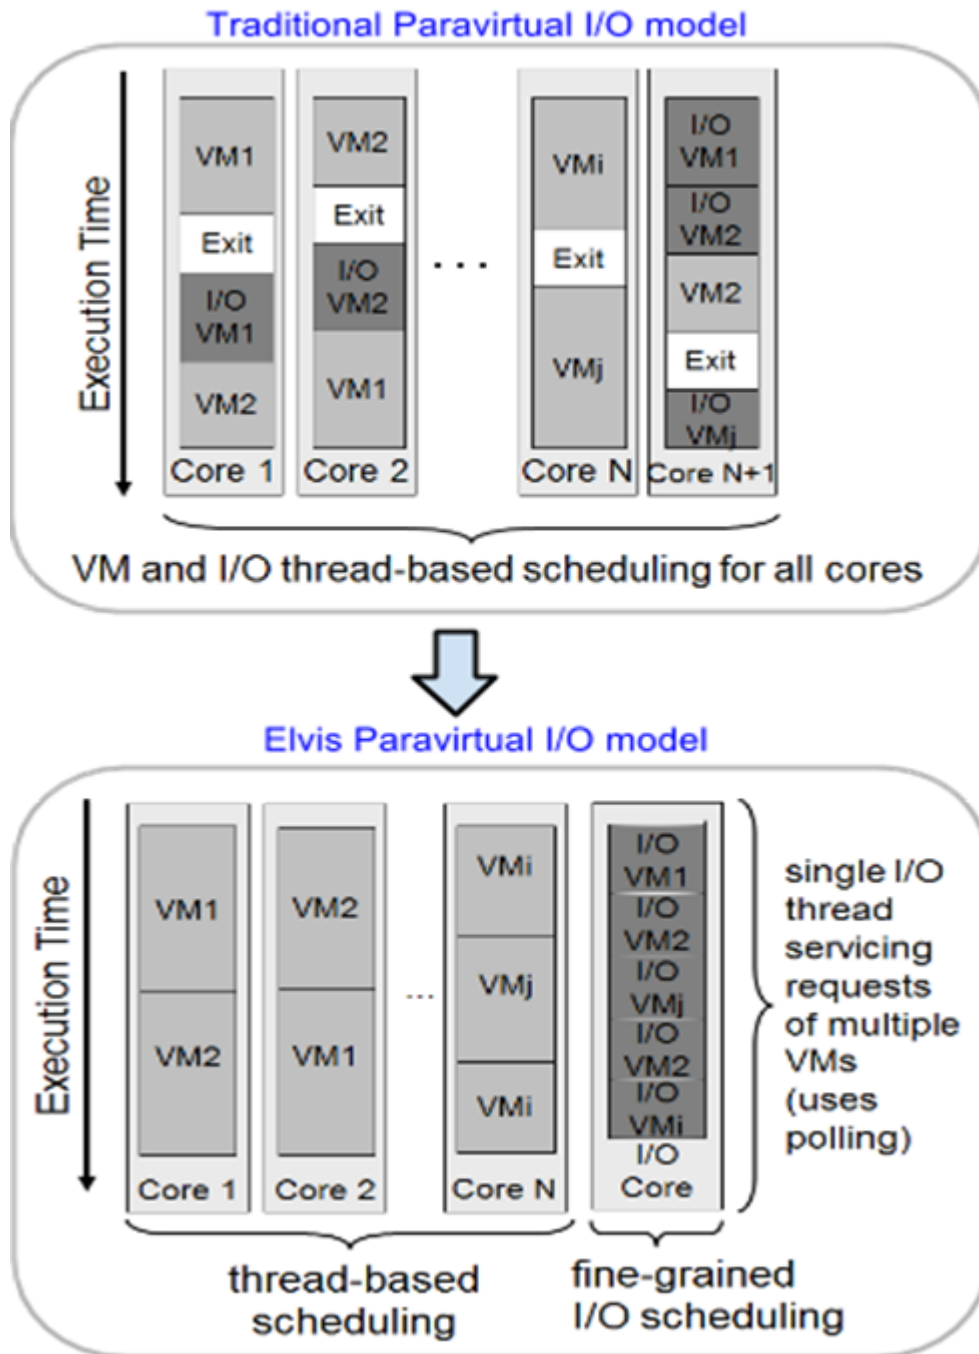 Traditional Paravirtual I/O model
Execution Time
VM1
Exit
I/O
VM1
VM2
Core 1
VM2
Exit
I/O
VM2
VM1
Core 2
...
VMi
Exit
VMj
Core N
I/O
VM1
I/O
VM2
VM2
Exit
I/O
VMj
Core N+1
VM and I/O thread-based scheduling for all cores
Elvis Paravirtual I/O model
Execution Time
VM1
VM2
Core 1
VM2
VM1
Core 2
...
VMi
VMj
VMi
Core N
I/O
VM1
I/O
VM2
I/O
VMj
I/O
VM2
I/O
VMi
I/O
Core
single I/O
thread
servicing
requests
of multiple
VMs
(uses
polling)
thread-based
scheduling
fine-grained
I/O scheduling